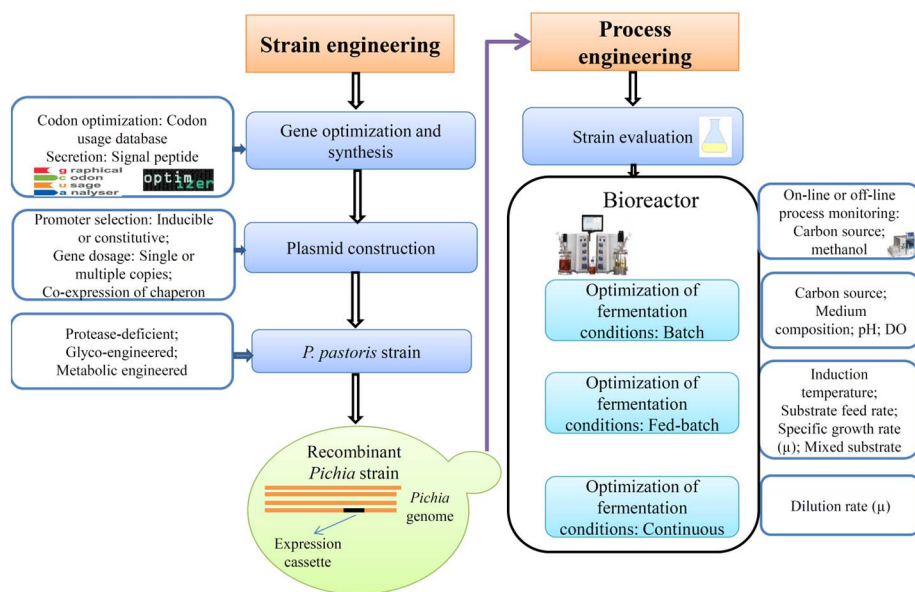 Strain engineering
Codon optimization: Codon
usage database
Secretion: Signal peptide
graphical
codon
usage
analyser
optim
izer
Gene optimization and
synthesis
Promoter selection: Inducible
or constitutive;
Gene dosage: Single or
multiple copies;
Co-expression of chaperon
Plasmid construction
Protease-deficient;
Glyco-engineered;
Metabolic engineered
P. pastoris strain
Recombinant
Pichia strain
Pichia
genome
Expression
cassette
Process
engineering
Strain evaluation
Bioreactor
On-line or off-line
process monitoring:
Carbon source;
methanol
Optimization of
fermentation
conditions: Batch
Carbon source;
Medium
composition; pH; DO
Optimization of
fermentation
conditions: Fed-batch
Induction
temperature;
Substrate feed rate;
Specific growth rate
(µ); Mixed substrate
Optimization of
fermentation
conditions: Continuous
Dilution rate (µ)